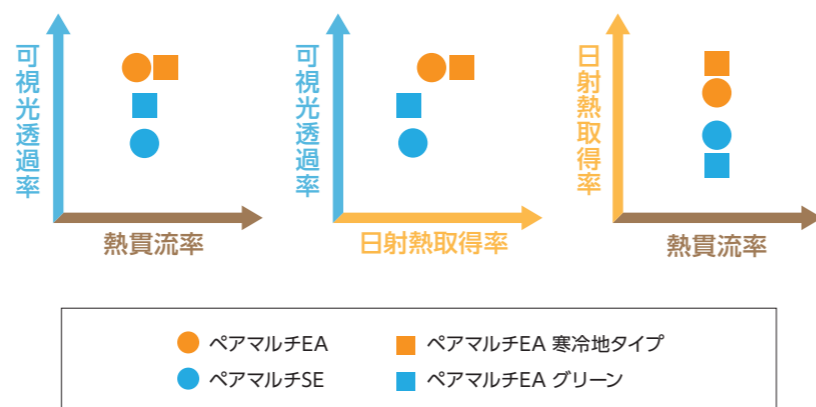 可視光透過率
熱貫流率
可視光透過率
日射熱取得率
日射熱取得率
熱貫流率
ペアマルチEA
ペアマルチEA 寒冷地タイプ
ペアマルチSE
ペアマルチEA グリーン